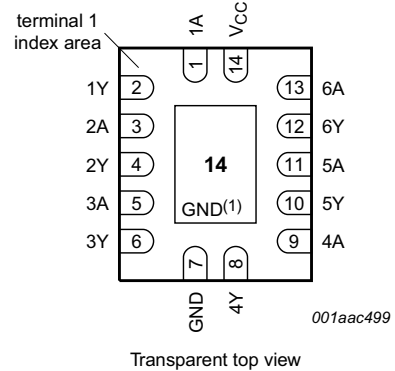 terminal 1
index area
1A
VCC
1
14
1Y 2
13 6A
2A 3
12 6Y
2Y 4
14
11 5A
3A 5
GND(1)
10 5Y
3Y 6
9 4A
7
8
GND
4Y
001aac499
Transparent top view